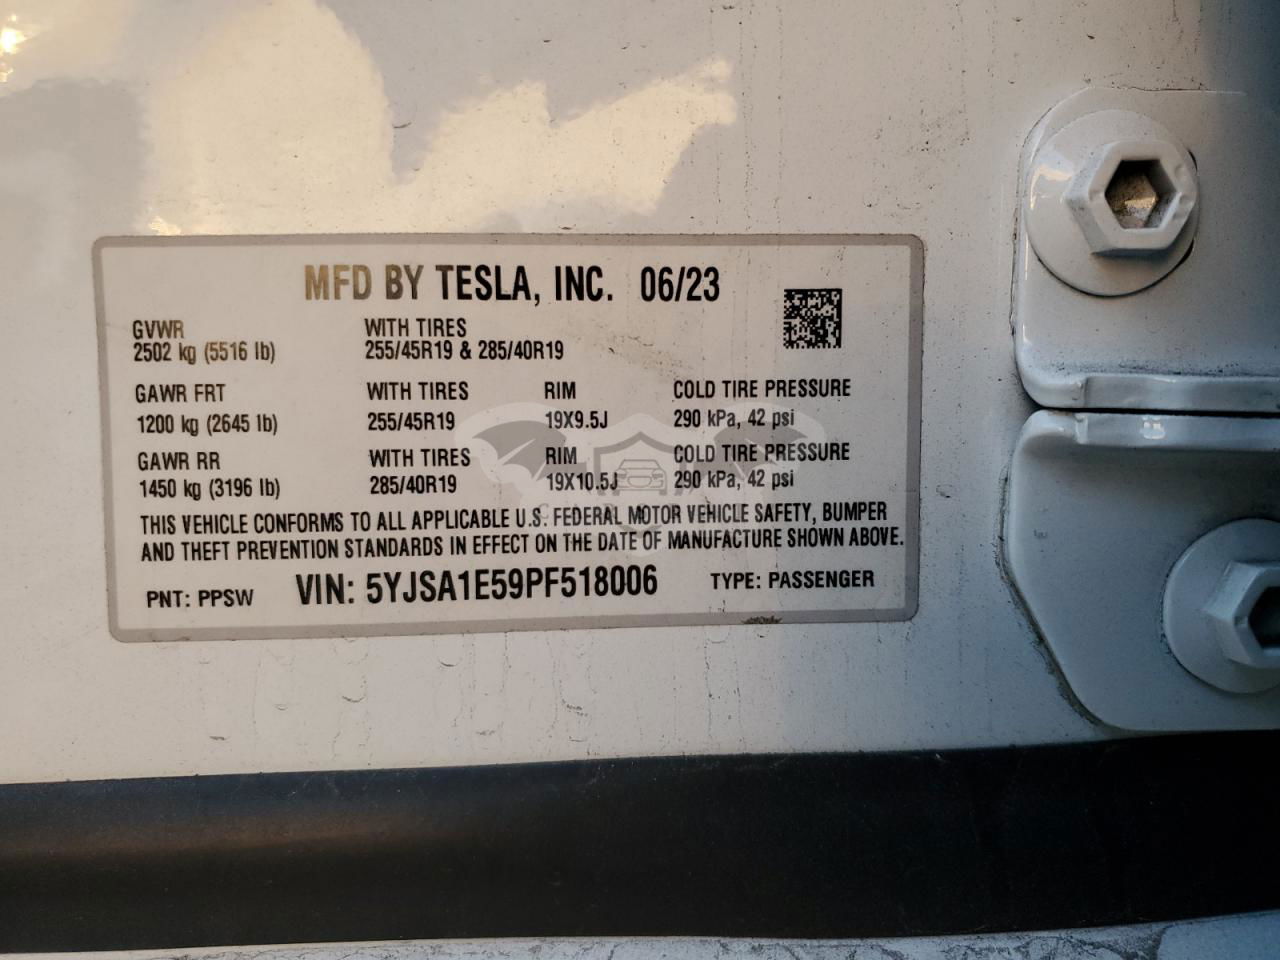 MFD BY TESLA, INC. 06/23
GVWR WITH TIRES
2502 kg (5516 lb) 255/45R19 & 285/40R19
GAWR FRT WITH TIRES RIM COLD TIRE PRESSURE
1200 kg (2645 lb) 255/45R19 19X9.5J 290 kPa, 42 psi
GAWR RR WITH TIRES RIM COLD TIRE PRESSURE
1450 kg (3196 lb) 285/40R19 19X10.5J 290 kPa, 42 psi
THIS VEHICLE CONFORMS TO ALL APPLICABLE U.S. FEDERAL MOTOR VEHICLE SAFETY, BUMPER
AND THEFT PREVENTION STANDARDS IN EFFECT ON THE DATE OF MANUFACTURE SHOWN ABOVE.
PNT: PPSW VIN: 5YJSA1E59PF518006 TYPE: PASSENGER